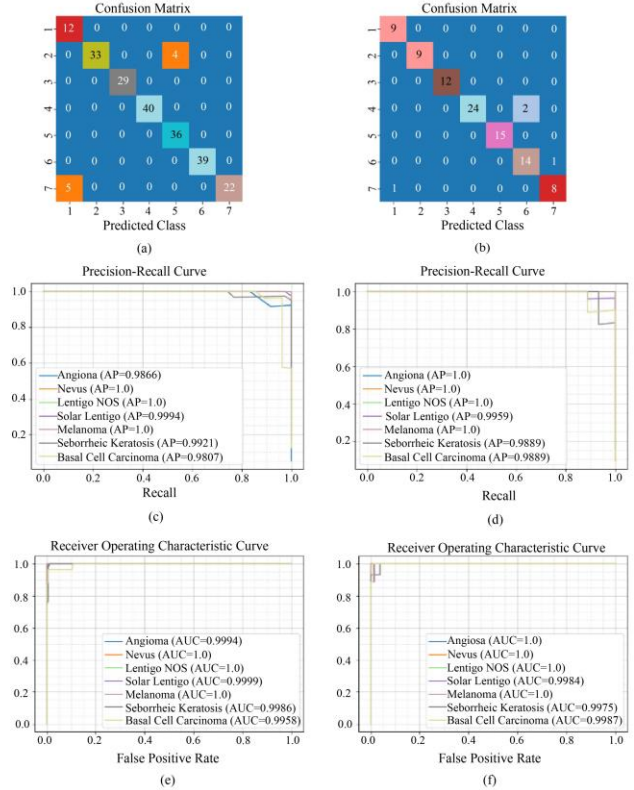 Confusion Matrix
1 12 0 0 0 0 0 0
2 0 33 0 0 4 0 0
3 0 0 29 0 0 0 0
4 0 0 0 40 0 0 0
5 0 0 0 0 36 0 0
6 0 0 0 0 0 39 0
7 5 0 0 0 0 0 22
1 2 3 4 5 6 7
Predicted Class
(a)
Confusion Matrix
1 9 0 0 0 0 0 0
2 0 9 0 0 0 0 0
3 0 0 12 0 0 0 0
4 0 0 0 24 0 2 0
5 0 0 0 0 15 0 0
6 0 0 0 0 0 14 1
7 1 0 0 0 0 0 8
1 2 3 4 5 6 7
Predicted Class
(b)
Precision-Recall Curve
1.0
0.8
0.6
0.4
0.2
Angiona (AP=0.9866)
Nevus (AP=1.0)
Lentigo NOS (AP=1.0)
Solar Lentigo (AP=0.9994)
Melanoma (AP=1.0)
Seborrheic Keratosis (AP=0.9921)
Basal Cell Carcinoma (AP=0.9807)
0.0 0.2 0.4 0.6 0.8 1.0
Recall
(c)
Precision-Recall Curve
1.0
0.8
0.6
0.4
0.2
Angiona (AP=1.0)
Nevus (AP=1.0)
Lentigo NOS (AP=1.0)
Solar Lentigo (AP=0.9959)
Melanoma (AP=1.0)
Seborrheic Keratosis (AP=0.9889)
Basal Cell Carcinoma (AP=0.9889)
0.0 0.2 0.4 0.6 0.8 1.0
Recall
(d)
Receiver Operating Characteristic Curve
1.0
0.8
0.6
0.4
0.2
0.0
Angioma (AUC=0.9994)
Nevus (AUC=1.0)
Lentigo NOS (AUC=1.0)
Solar Lentigo (AUC=0.9999)
Melanoma (AUC=1.0)
Seborrheic Keratosis (AUC=0.9986)
Basal Cell Carcinoma (AUC=0.9958)
0.0 0.2 0.4 0.6 0.8 1.0
False Positive Rate
(e)
Receiver Operating Characteristic Curve
1.0
0.8
0.6
0.4
0.2
0.0
Angiosa (AUC=1.0)
Nevus (AUC=1.0)
Lentigo NOS (AUC=1.0)
Solar Lentigo (AUC=0.9984)
Melanoma (AUC=1.0)
Seborrheic Keratosis (AUC=0.9975)
Basal Cell Carcinoma (AUC=0.9987)
0.0 0.2 0.4 0.6 0.8 1.0
False Positive Rate
(f)